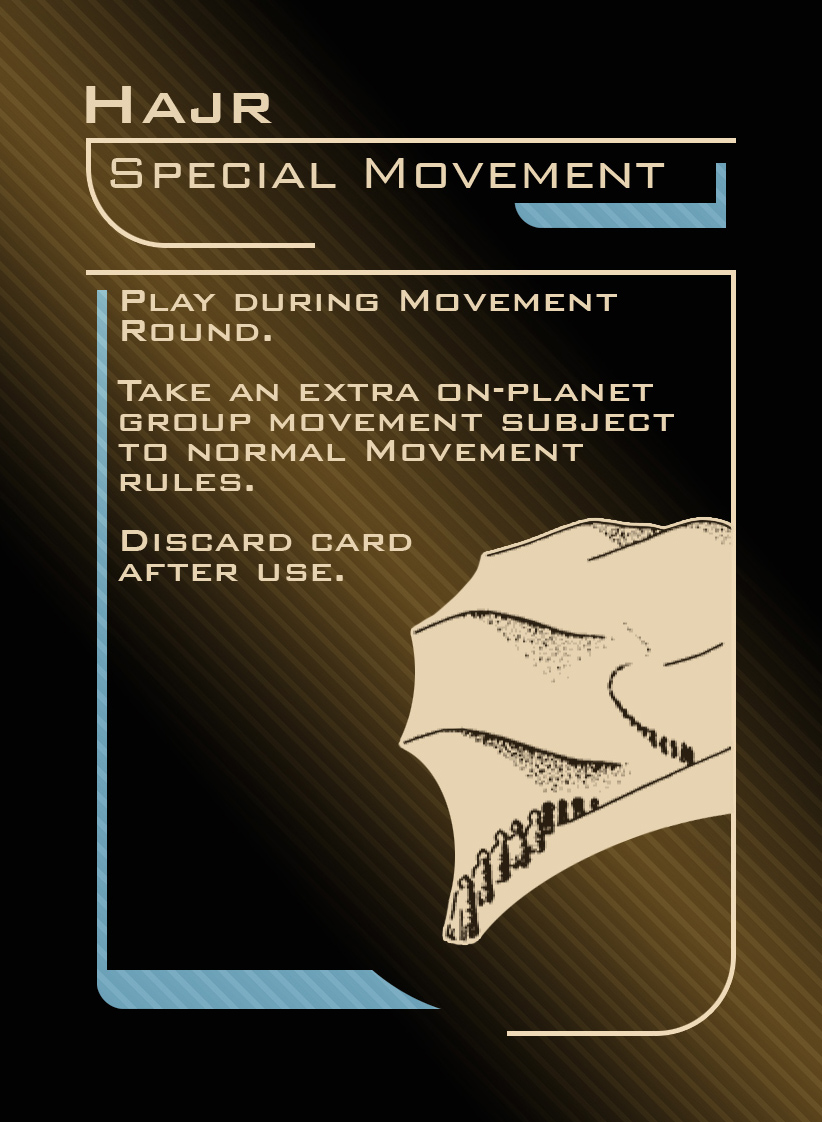 Hajr
Special Movement
Play during Movement
Round.
Take an extra on-planet
group movement subject
to normal Movement
rules.
Discard card
after use.